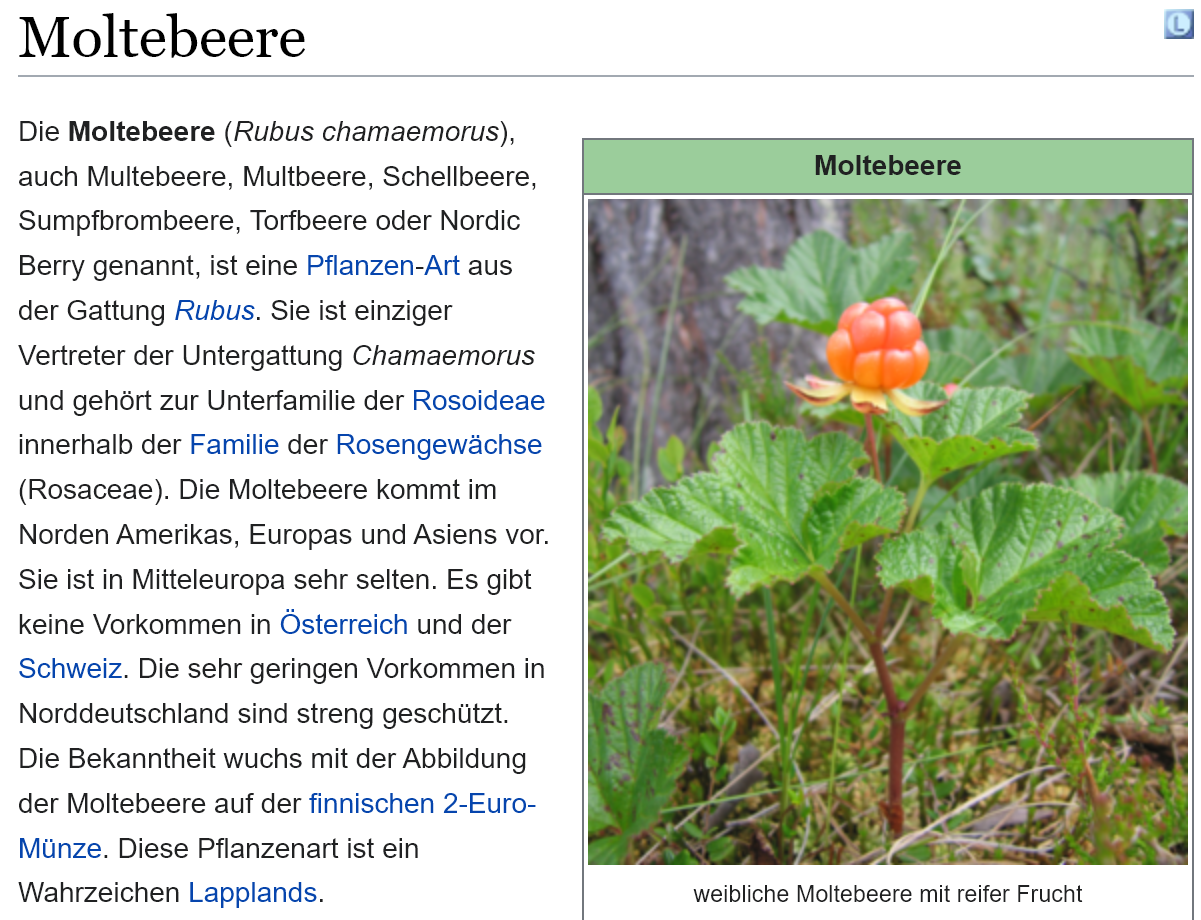 Moltebeere
L
Die Moltebeere (Rubus chamaemorus),
auch Multebeere, Multbeere, Schellbeere,
Sumpfbrombeere, Torfbeere oder Nordic
Berry genannt, ist eine Pflanzen-Art aus
der Gattung Rubus. Sie ist einziger
Vertreter der Untergattung Chamaemorus
und gehört zur Unterfamilie der Rosoideae
innerhalb der Familie der Rosengewächse
(Rosaceae). Die Moltebeere kommt im
Norden Amerikas, Europas und Asiens vor.
Sie ist in Mitteleuropa sehr selten. Es gibt
keine Vorkommen in Österreich und der
Schweiz. Die sehr geringen Vorkommen in
Norddeutschland sind streng geschützt.
Die Bekanntheit wuchs mit der Abbildung
der Moltebeere auf der finnischen 2-Euro-
Münze. Diese Pflanzenart ist ein
Wahrzeichen Lapplands.
Moltebeere
weibliche Moltebeere mit reifer Frucht